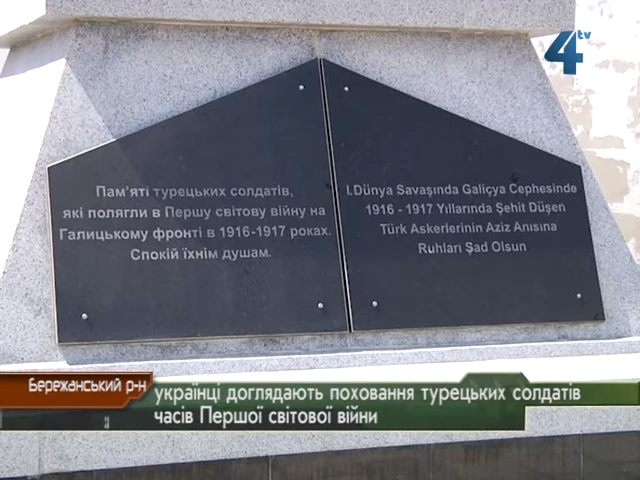 4 tv
Пам'яті турецьких солдатів,
які полягли в Першу світову війну на
Галицькому фронті в 1916-1917 роках.
Спокій їхнім душам.
I.Dünya Savaşında Galiçya Cephesinde
1916 - 1917 Yıllarında Şehit Düşen
Türk Askerlerinin Aziz Anısına
Ruhları Şad Olsun
Бережанський р-н
українці доглядають поховання турецьких солдатів
часів Першої світової війни